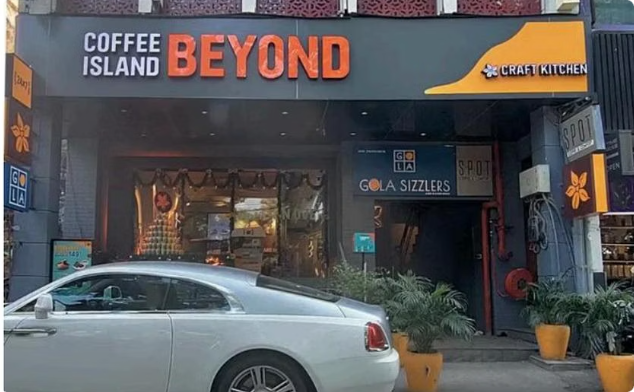 COFFEE
ISLAND
BEYOND
CRAFT KITCHEN
GOLA
GOLA SIZZLERS
SPOT
SPOT
GOLA